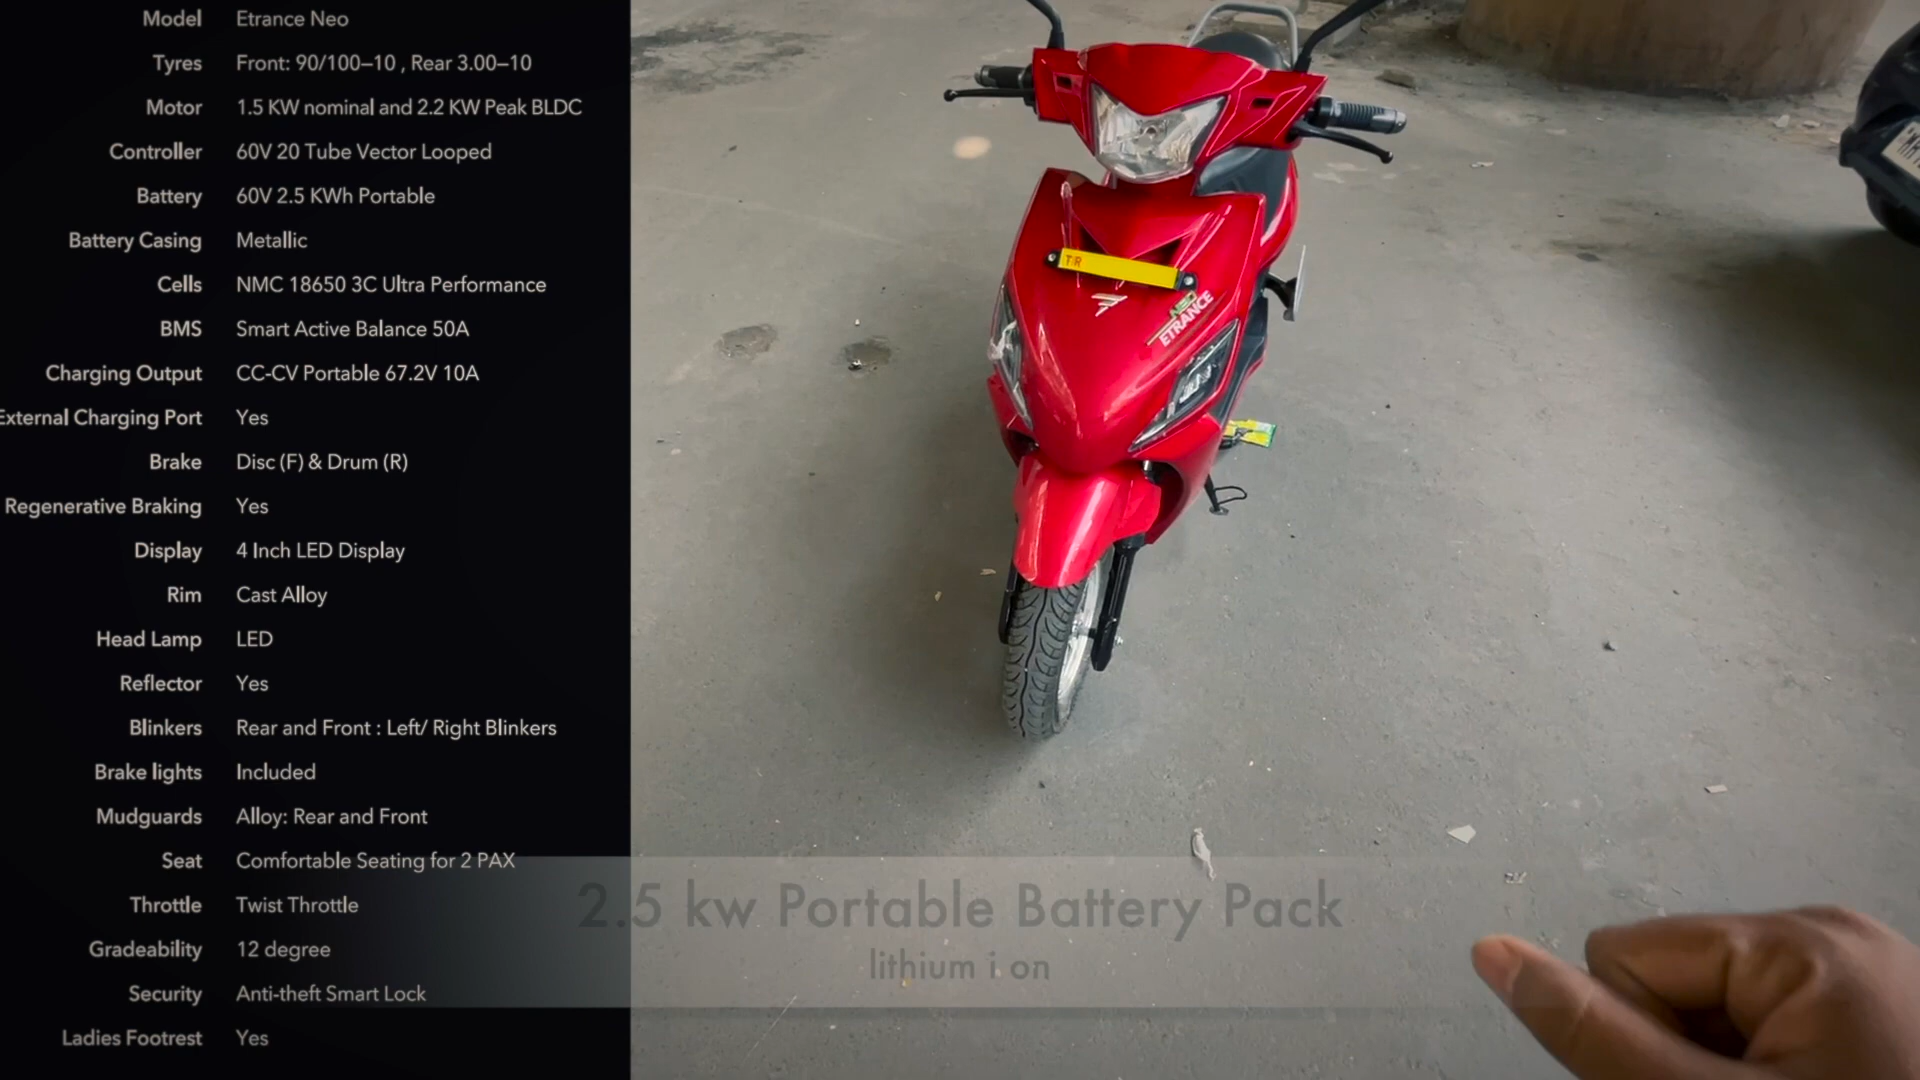 Model Etrance Neo
Tyres Front: 90/100–10 , Rear 3.00–10
Motor 1.5 KW nominal and 2.2 KW Peak BLDC
Controller 60V 20 Tube Vector Looped
Battery 60V 2.5 KWh Portable
Battery Casing Metallic
Cells NMC 18650 3C Ultra Performance
BMS Smart Active Balance 50A
Charging Output CC-CV Portable 67.2V 10A
External Charging Port Yes
Brake Disc (F) & Drum (R)
Regenerative Braking Yes
Display 4 Inch LED Display
Rim Cast Alloy
Head Lamp LED
Reflector Yes
Blinkers Rear and Front : Left/ Right Blinkers
Brake lights Included
Mudguards Alloy: Rear and Front
Seat Comfortable Seating for 2 PAX
Throttle Twist Throttle
Gradeability 12 degree
Security Anti-theft Smart Lock
Ladies Footrest Yes
T R
NEO
ETRANCE
2.5 kw Portable Battery Pack
lithium i on